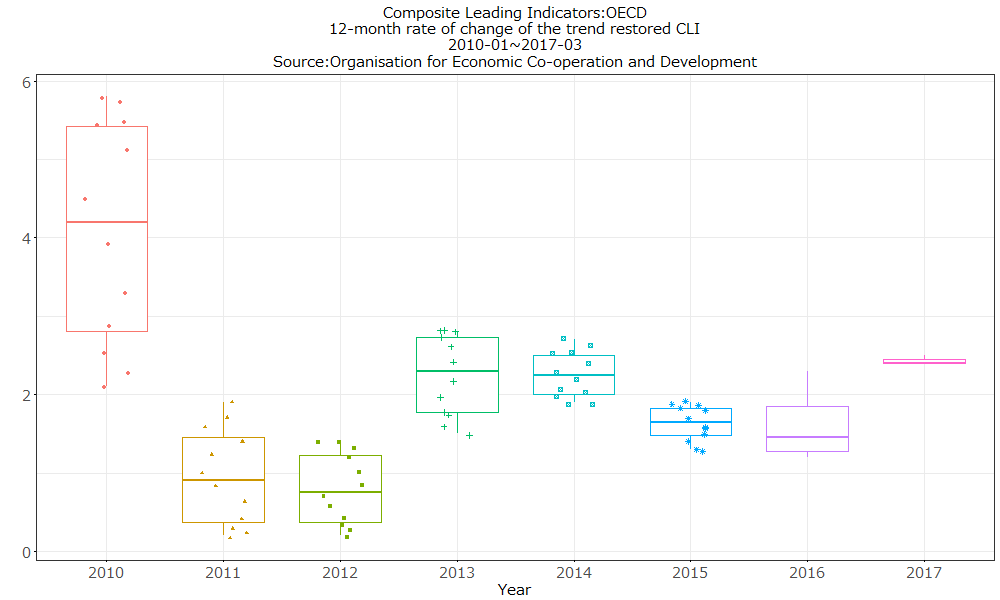 Composite Leading Indicators:OECD
12-month rate of change of the trend restored CLI
2010-01~2017-03
Source:Organisation for Economic Co-operation and Development
6
4
2
0
2010 2011 2012 2013 2014 2015 2016 2017
Year